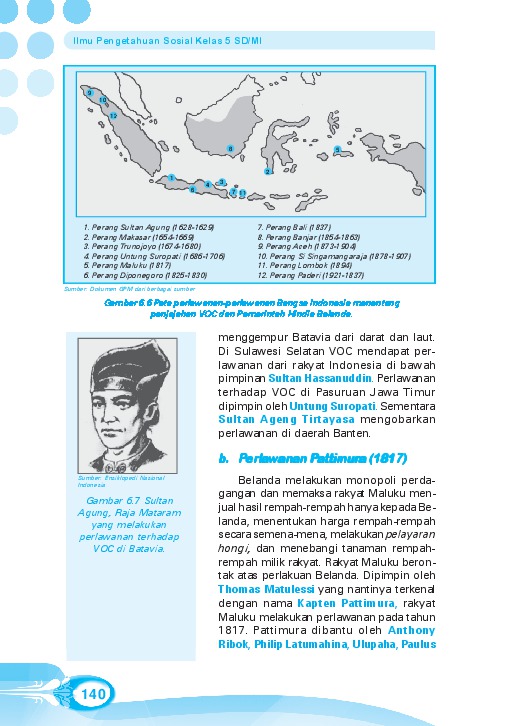 Ilmu Pengetahuan Sosial Kelas 5 SD/MI
9
10
12
1
6
4
3
7
11
8
2
5
1. Perang Sultan Agung (1628-1629)
2. Perang Makasar (1654-1669)
3. Perang Trunojoyo (1674-1680)
4. Perang Untung Suropati (1686-1706)
5. Perang Maluku (1817)
6. Perang Diponegoro (1825-1830)
7. Perang Bali (1837)
8. Perang Banjar (1854-1863)
9. Perang Aceh (1873-1904)
10. Perang Si Singamangaraja (1878-1907)
11. Perang Lombok (1894)
12. Perang Paderi (1921-1837)
Sumber: Dokumen GPM dari berbagai sumber
Gambar 6.6 Peta perlawanan-perlawanan Bangsa Indonesia menentang
penjajahan VOC dan Pemerintah Hindia Belanda.
Sumber: Ensiklopedi Nasional
Indonesia
Gambar 6.7 Sultan
Agung, Raja Mataram
yang melakukan
perlawanan terhadap
VOC di Batavia.
menggempur Batavia dari darat dan laut.
Di Sulawesi Selatan VOC mendapat per-
lawanan dari rakyat Indonesia di bawah
pimpinan Sultan Hassanuddin. Perlawanan
terhadap VOC di Pasuruan Jawa Timur
dipimpin oleh Untung Suropati. Sementara
Sultan Ageng Tirtayasa mengobarkan
perlawanan di daerah Banten.
b. Perlawanan Pattimura (1817)
Belanda melakukan monopoli perda-
gangan dan memaksa rakyat Maluku men-
jual hasil rempah-rempah hanya kepada Be-
landa, menentukan harga rempah-rempah
secara semena-mena, melakukan pelayaran
hongi, dan menebangi tanaman rempah-
rempah milik rakyat. Rakyat Maluku beron-
tak atas perlakuan Belanda. Dipimpin oleh
Thomas Matulessi yang nantinya terkenal
dengan nama Kapten Pattimura, rakyat
Maluku melakukan perlawanan pada tahun
1817. Pattimura dibantu oleh Anthony
Ribok, Philip Latumahina, Ulupaha, Paulus
140